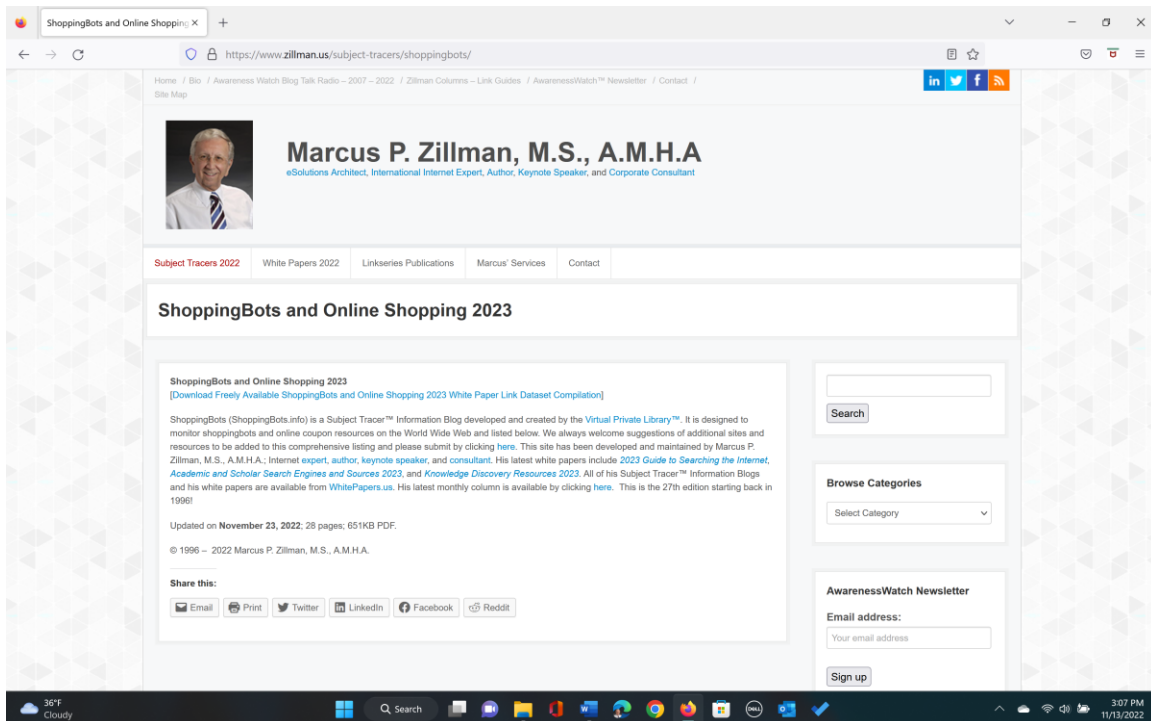 ShoppingBots and Online Shopping
https://www.zillman.us/subject-tracers/shoppingbots/
Home / Bio / Awareness Watch Blog Talk Radio – 2007 – 2022 / Zillman Columns – Link Guides / AwarenessWatch™ Newsletter / Contact /
Site Map
Marcus P. Zillman, M.S., A.M.H.A
eSolutions Architect, International Internet Expert, Author, Keynote Speaker, and Corporate Consultant
Subject Tracers 2022 White Papers 2022 Linkseries Publications Marcus' Services Contact
ShoppingBots and Online Shopping 2023
ShoppingBots and Online Shopping 2023
[Download Freely Available ShoppingBots and Online Shopping 2023 White Paper Link Dataset Compilation]
ShoppingBots (ShoppingBots.info) is a Subject Tracer™ Information Blog developed and created by the Virtual Private Library™. It is designed to
monitor shoppingbots and online coupon resources on the World Wide Web and listed below. We always welcome suggestions of additional sites and
resources to be added to this comprehensive listing and please submit by clicking here. This site has been developed and maintained by Marcus P.
Zillman, M.S., A.M.H.A.; Internet expert, author, keynote speaker, and consultant. His latest white papers include 2023 Guide to Searching the Internet,
Academic and Scholar Search Engines and Sources 2023, and Knowledge Discovery Resources 2023. All of his Subject Tracer™ Information Blogs
and his white papers are available from WhitePapers.us. His latest monthly column is available by clicking here. This is the 27th edition starting back in
1996!
Updated on November 23, 2022; 28 pages; 651KB PDF.
© 1996 – 2022 Marcus P. Zillman, M.S., A.M.H.A.
Share this:
Email Print Twitter LinkedIn Facebook Reddit
Search
Browse Categories
Select Category
AwarenessWatch Newsletter
Email address:
Your email address
Sign up
36°F
Cloudy
Search
DELL
3:07 PM
11/13/2022